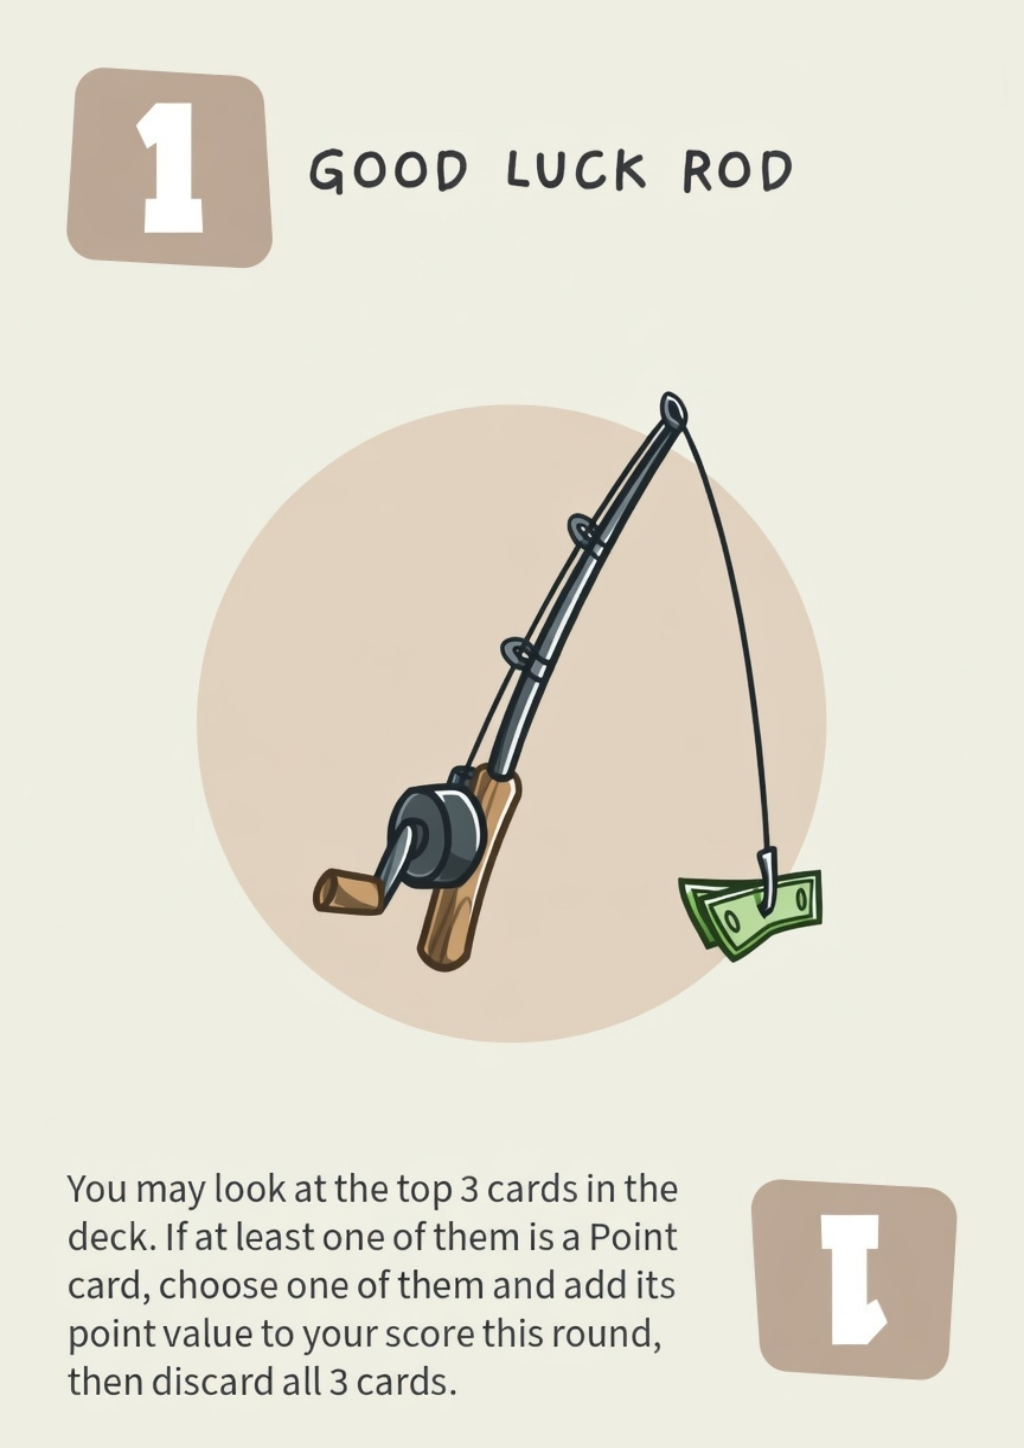 1
GOOD LUCK ROD
You may look at the top 3 cards in the
deck. If at least one of them is a Point
card, choose one of them and add its
point value to your score this round,
then discard all 3 cards.
1